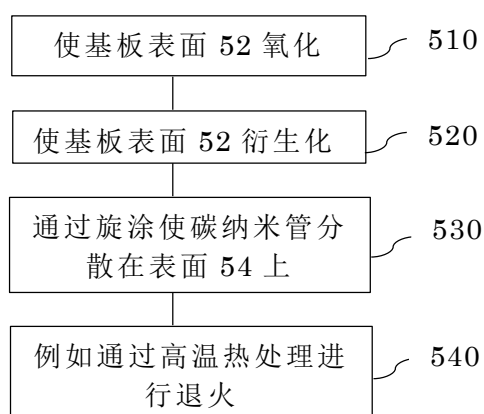 使基板表面 52 氧化
510
使基板表面 52 衍生化
520
通过旋涂使碳纳米管分
散在表面 54 上
530
例如通过高温热处理进
行退火
540